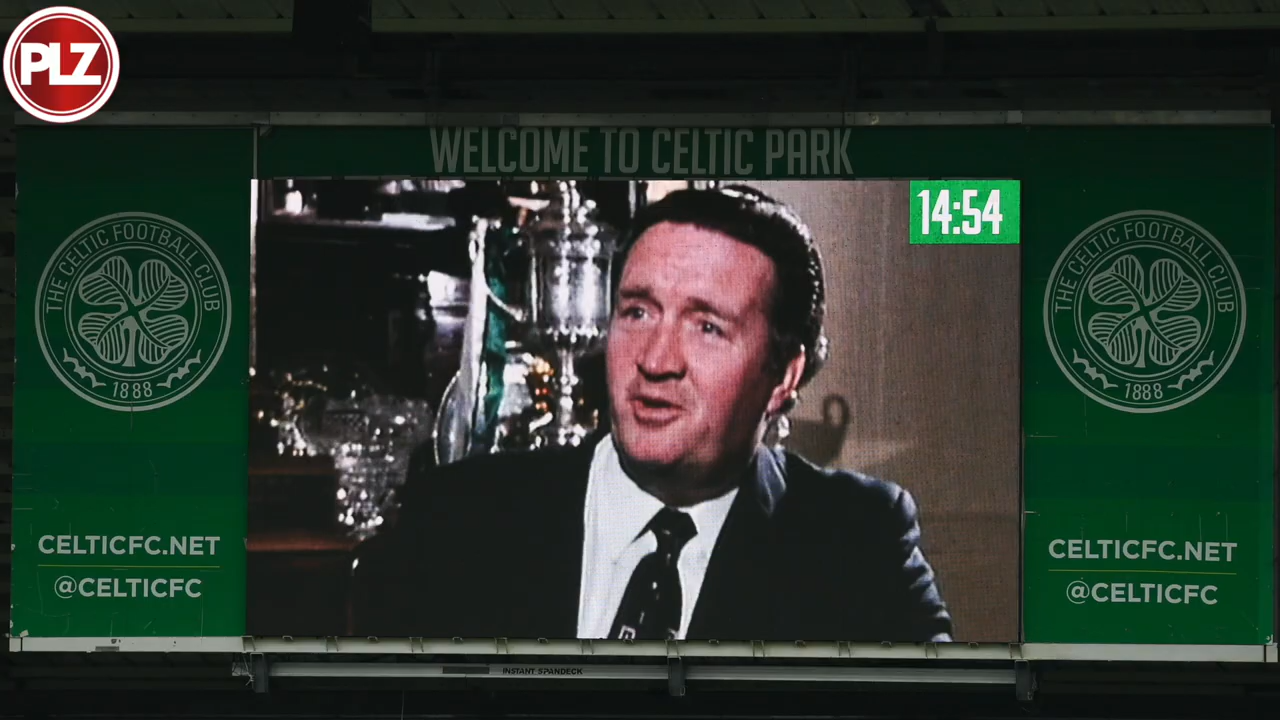 PLZ
WELCOME TO CELTIC PARK
14:54
THE CELTIC FOOTBALL CLUB
1888
CELTICFC.NET
@CELTICFC
THE CELTIC FOOTBALL CLUB
1888
CELTICFC.NET
@CELTICFC
INSTANT SPANDECK